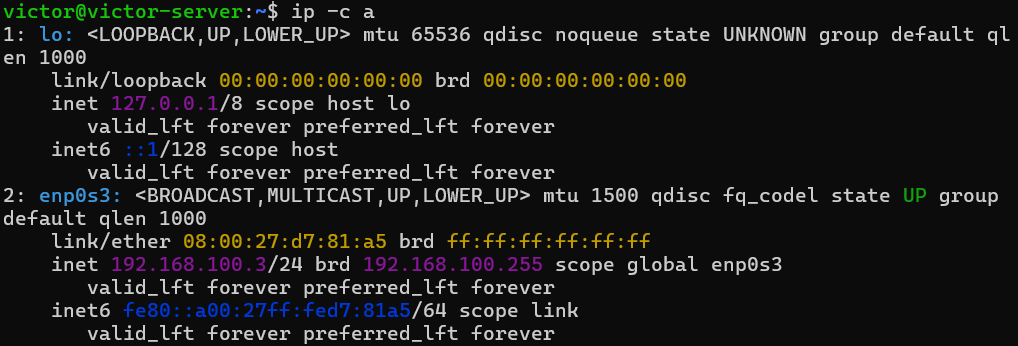 victor@victor-server:~$ ip -c a
1: lo: <LOOPBACK,UP,LOWER_UP> mtu 65536 qdisc noqueue state UNKNOWN group default ql
en 1000
    link/loopback 00:00:00:00:00:00 brd 00:00:00:00:00:00
    inet 127.0.0.1/8 scope host lo
       valid_lft forever preferred_lft forever
    inet6 ::1/128 scope host
       valid_lft forever preferred_lft forever
2: enp0s3: <BROADCAST,MULTICAST,UP,LOWER_UP> mtu 1500 qdisc fq_codel state UP group
default qlen 1000
    link/ether 08:00:27:d7:81:a5 brd ff:ff:ff:ff:ff:ff
    inet 192.168.100.3/24 brd 192.168.100.255 scope global enp0s3
       valid_lft forever preferred_lft forever
    inet6 fe80::a00:27ff:fed7:81a5/64 scope link
       valid_lft forever preferred_lft forever